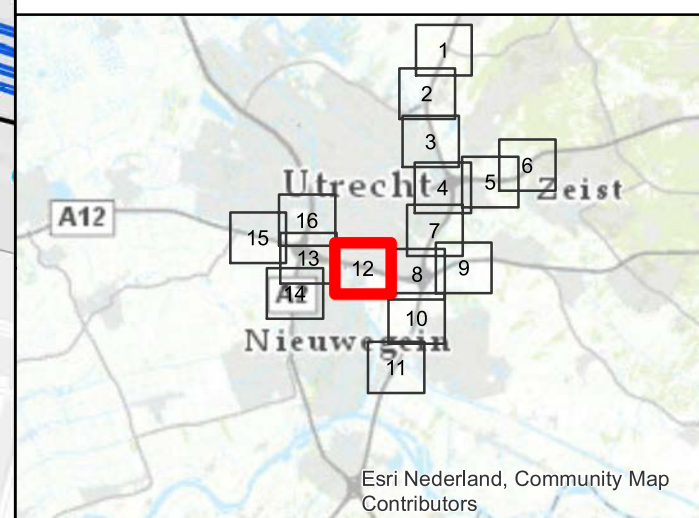 1
2
3
6
Utrecht
4
5
Zeist
A12
16
15
7
13
12
8
9
14
A2
10
Nieuwegein
11
Esri Nederland, Community Map
Contributors